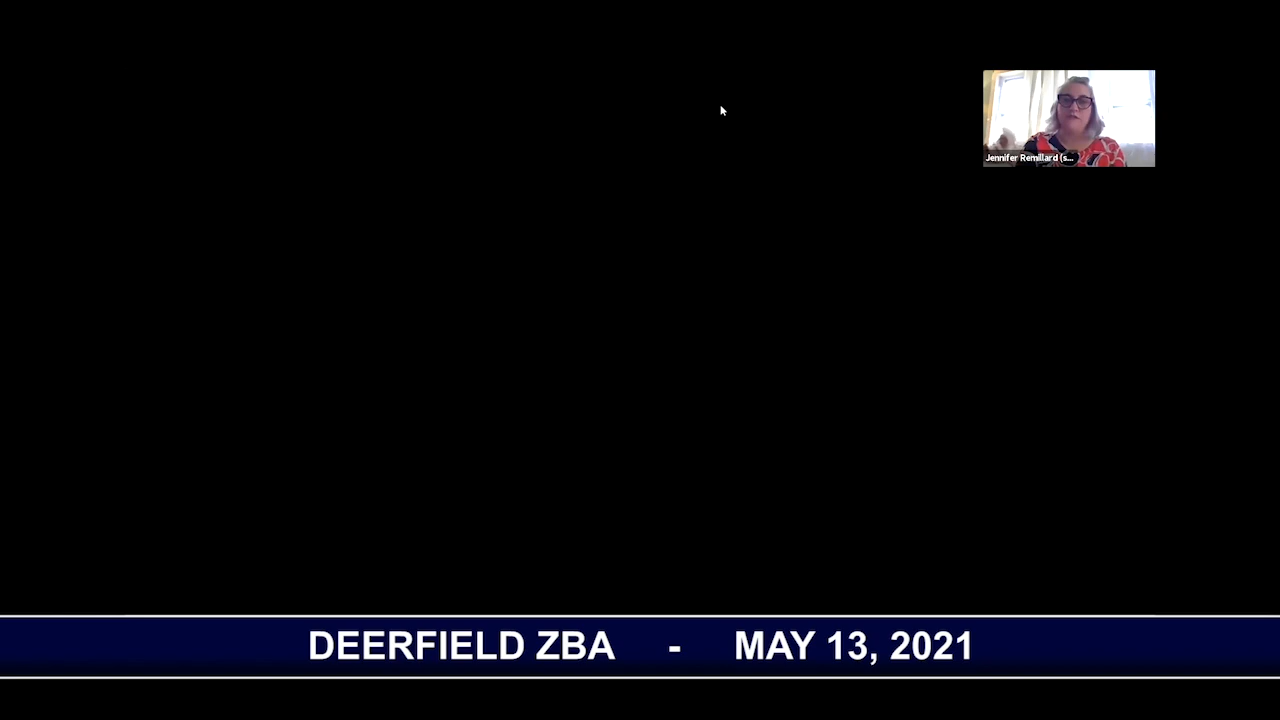 Jennifer Remillard (s...
DEERFIELD ZBA - MAY 13, 2021